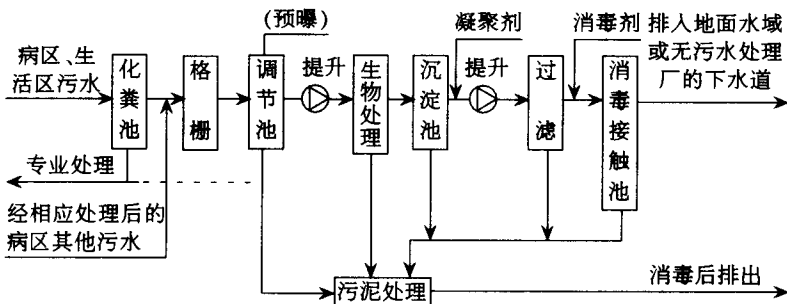 (预曝)
凝聚剂
消毒剂
排入地面水域
或无污水处理
厂的下水道
病区、生
活区污水
化粪池
格栅
调节池
提升
生物处理
沉淀池
提升
过滤
消毒接触池
专业处理
经相应处理后的
病区其他污水
污泥处理
消毒后排出